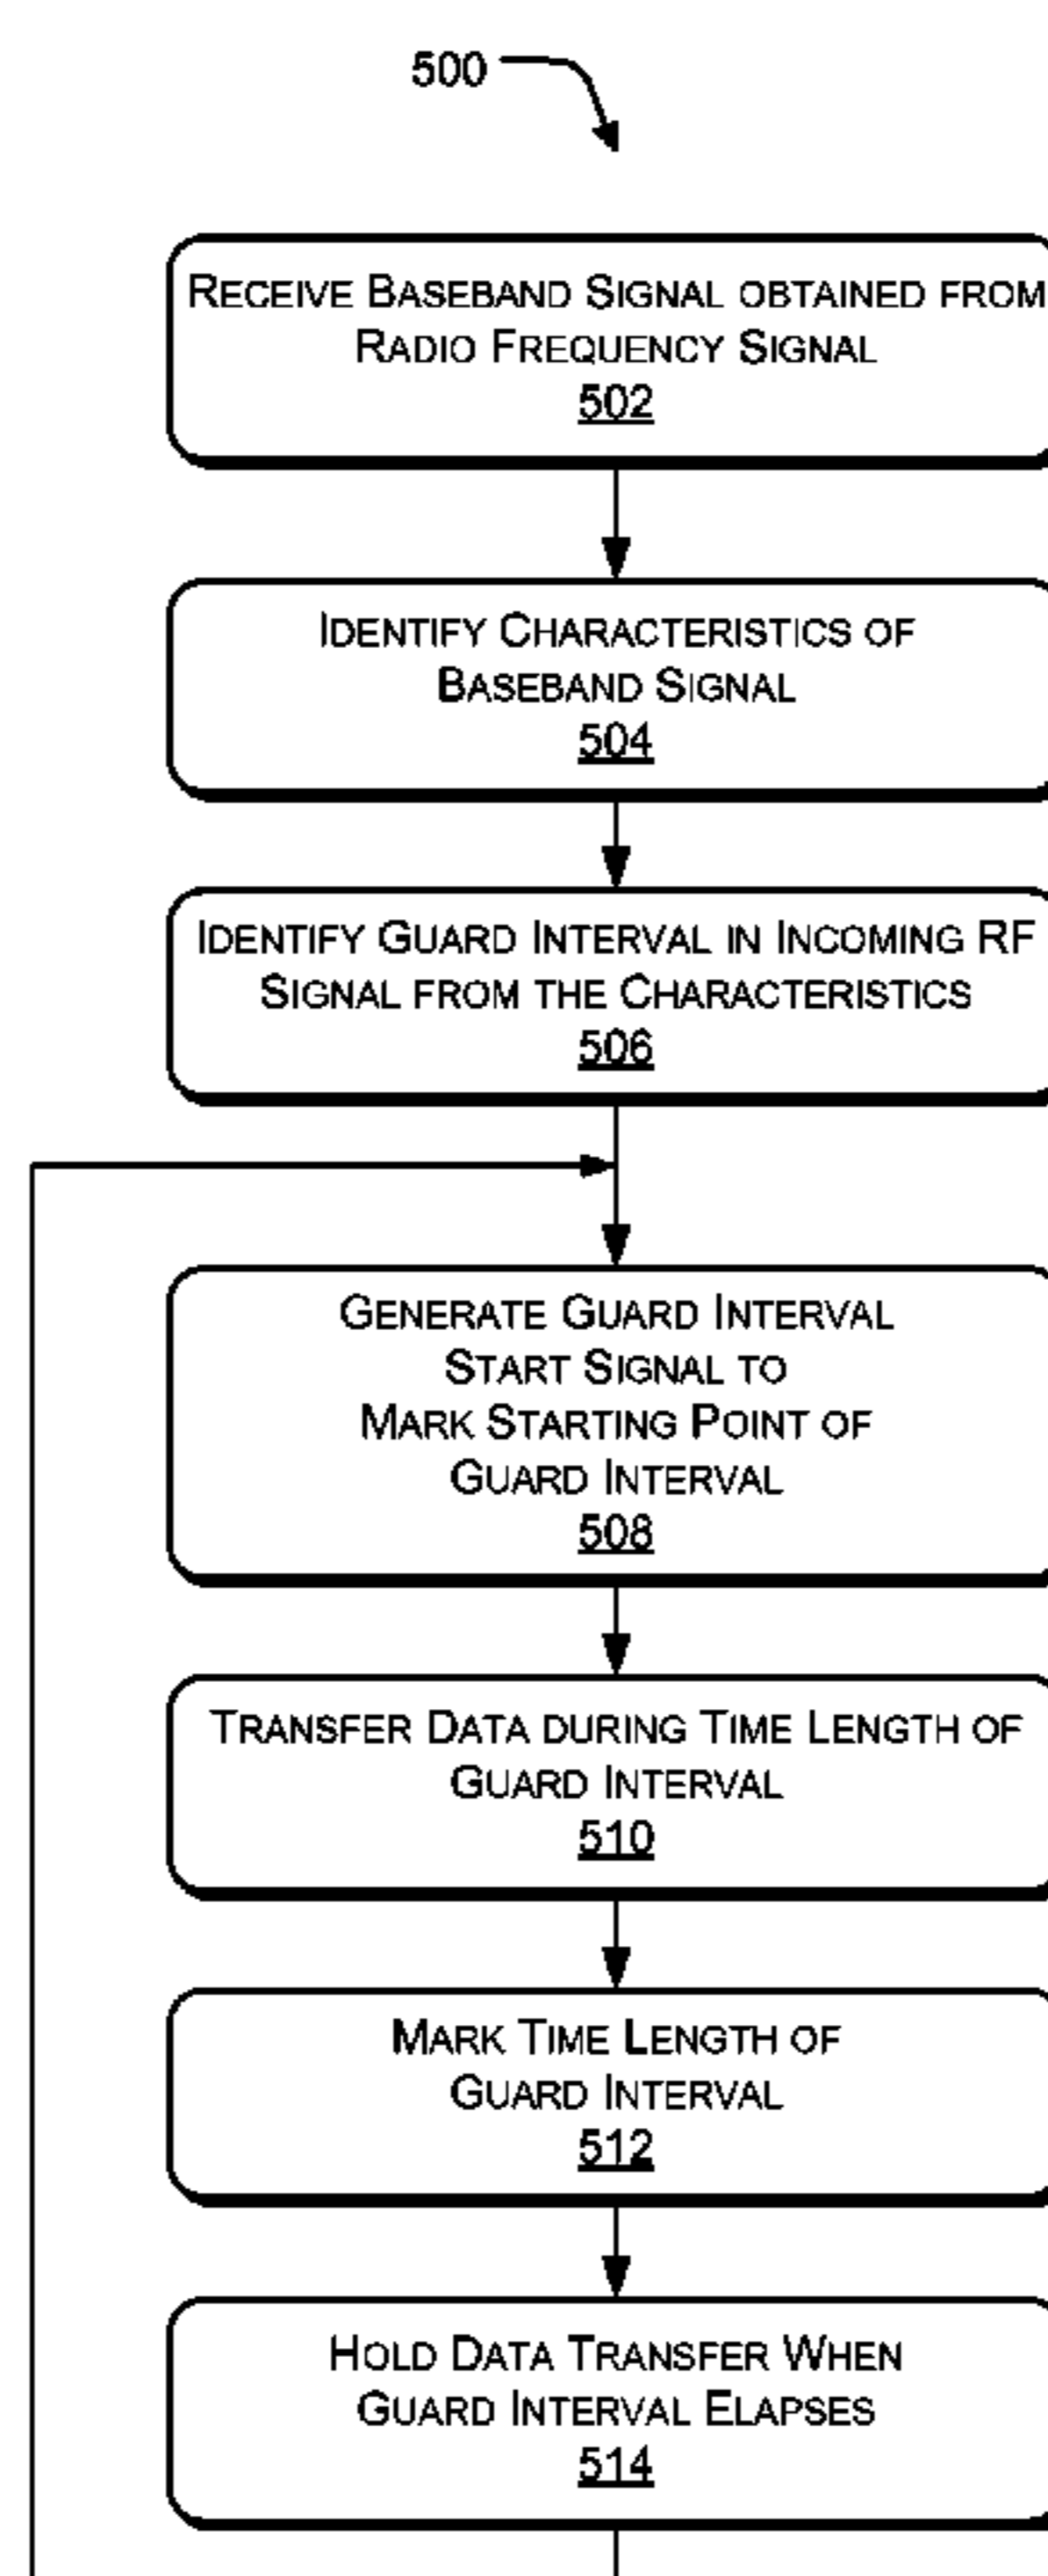 500
Receive Baseband Signal obtained from
Radio Frequency Signal
502
Identify Characteristics of
Baseband Signal
504
Identify Guard Interval in Incoming RF
Signal from the Characteristics
506
Generate Guard Interval
Start Signal to
Mark Starting Point of
Guard Interval
508
Transfer Data during Time Length of
Guard Interval
510
Mark Time Length of
Guard Interval
512
Hold Data Transfer When
Guard Interval Elapses
514